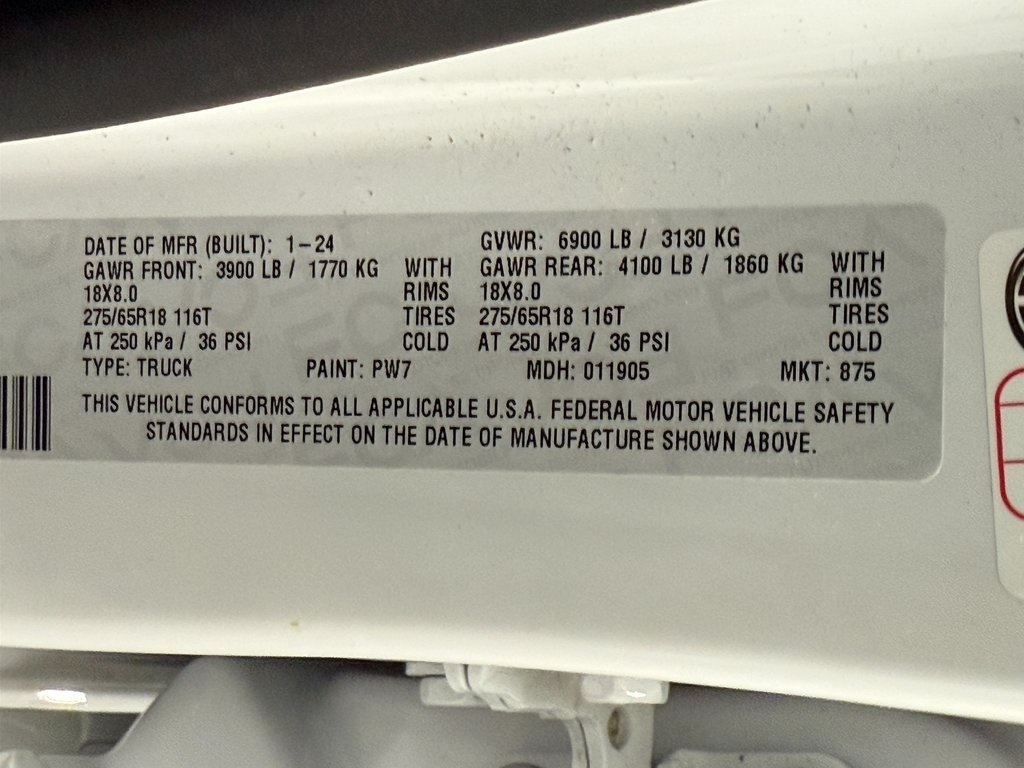 DATE OF MFR (BUILT): 1-24 GVWR: 6900 LB / 3130 KG
GAWR FRONT: 3900 LB / 1770 KG WITH GAWR REAR: 4100 LB / 1860 KG WITH
18X8.0 RIMS 18X8.0 RIMS
275/65R18 116T TIRES 275/65R18 116T TIRES
AT 250 kPa / 36 PSI COLD AT 250 kPa / 36 PSI COLD
TYPE: TRUCK PAINT: PW7 MDH: 011905 MKT: 875
THIS VEHICLE CONFORMS TO ALL APPLICABLE U.S.A. FEDERAL MOTOR VEHICLE SAFETY
STANDARDS IN EFFECT ON THE DATE OF MANUFACTURE SHOWN ABOVE.